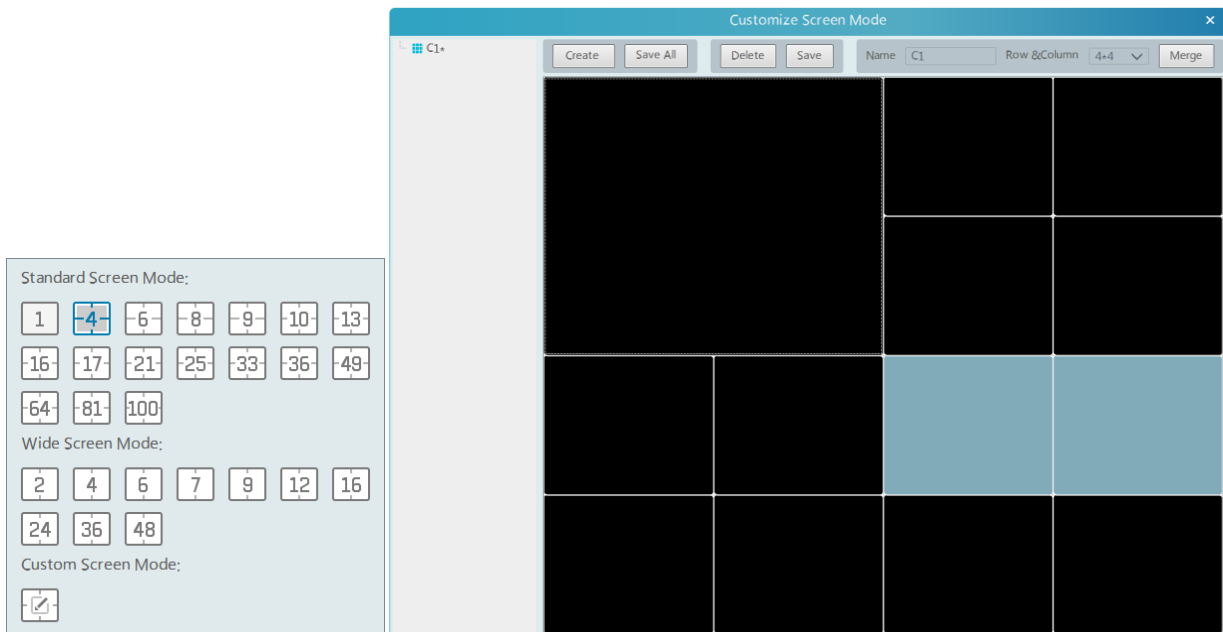 Customize Screen Mode ×
C1*
Create Save All Delete Save Name C1 Row &Column 4*4 Merge
Standard Screen Mode:
1 4 6 8 9 10 13
16 17 21 25 33 36 49
64 81 100
Wide Screen Mode:
2 4 6 7 9 12 16
24 36 48
Custom Screen Mode: